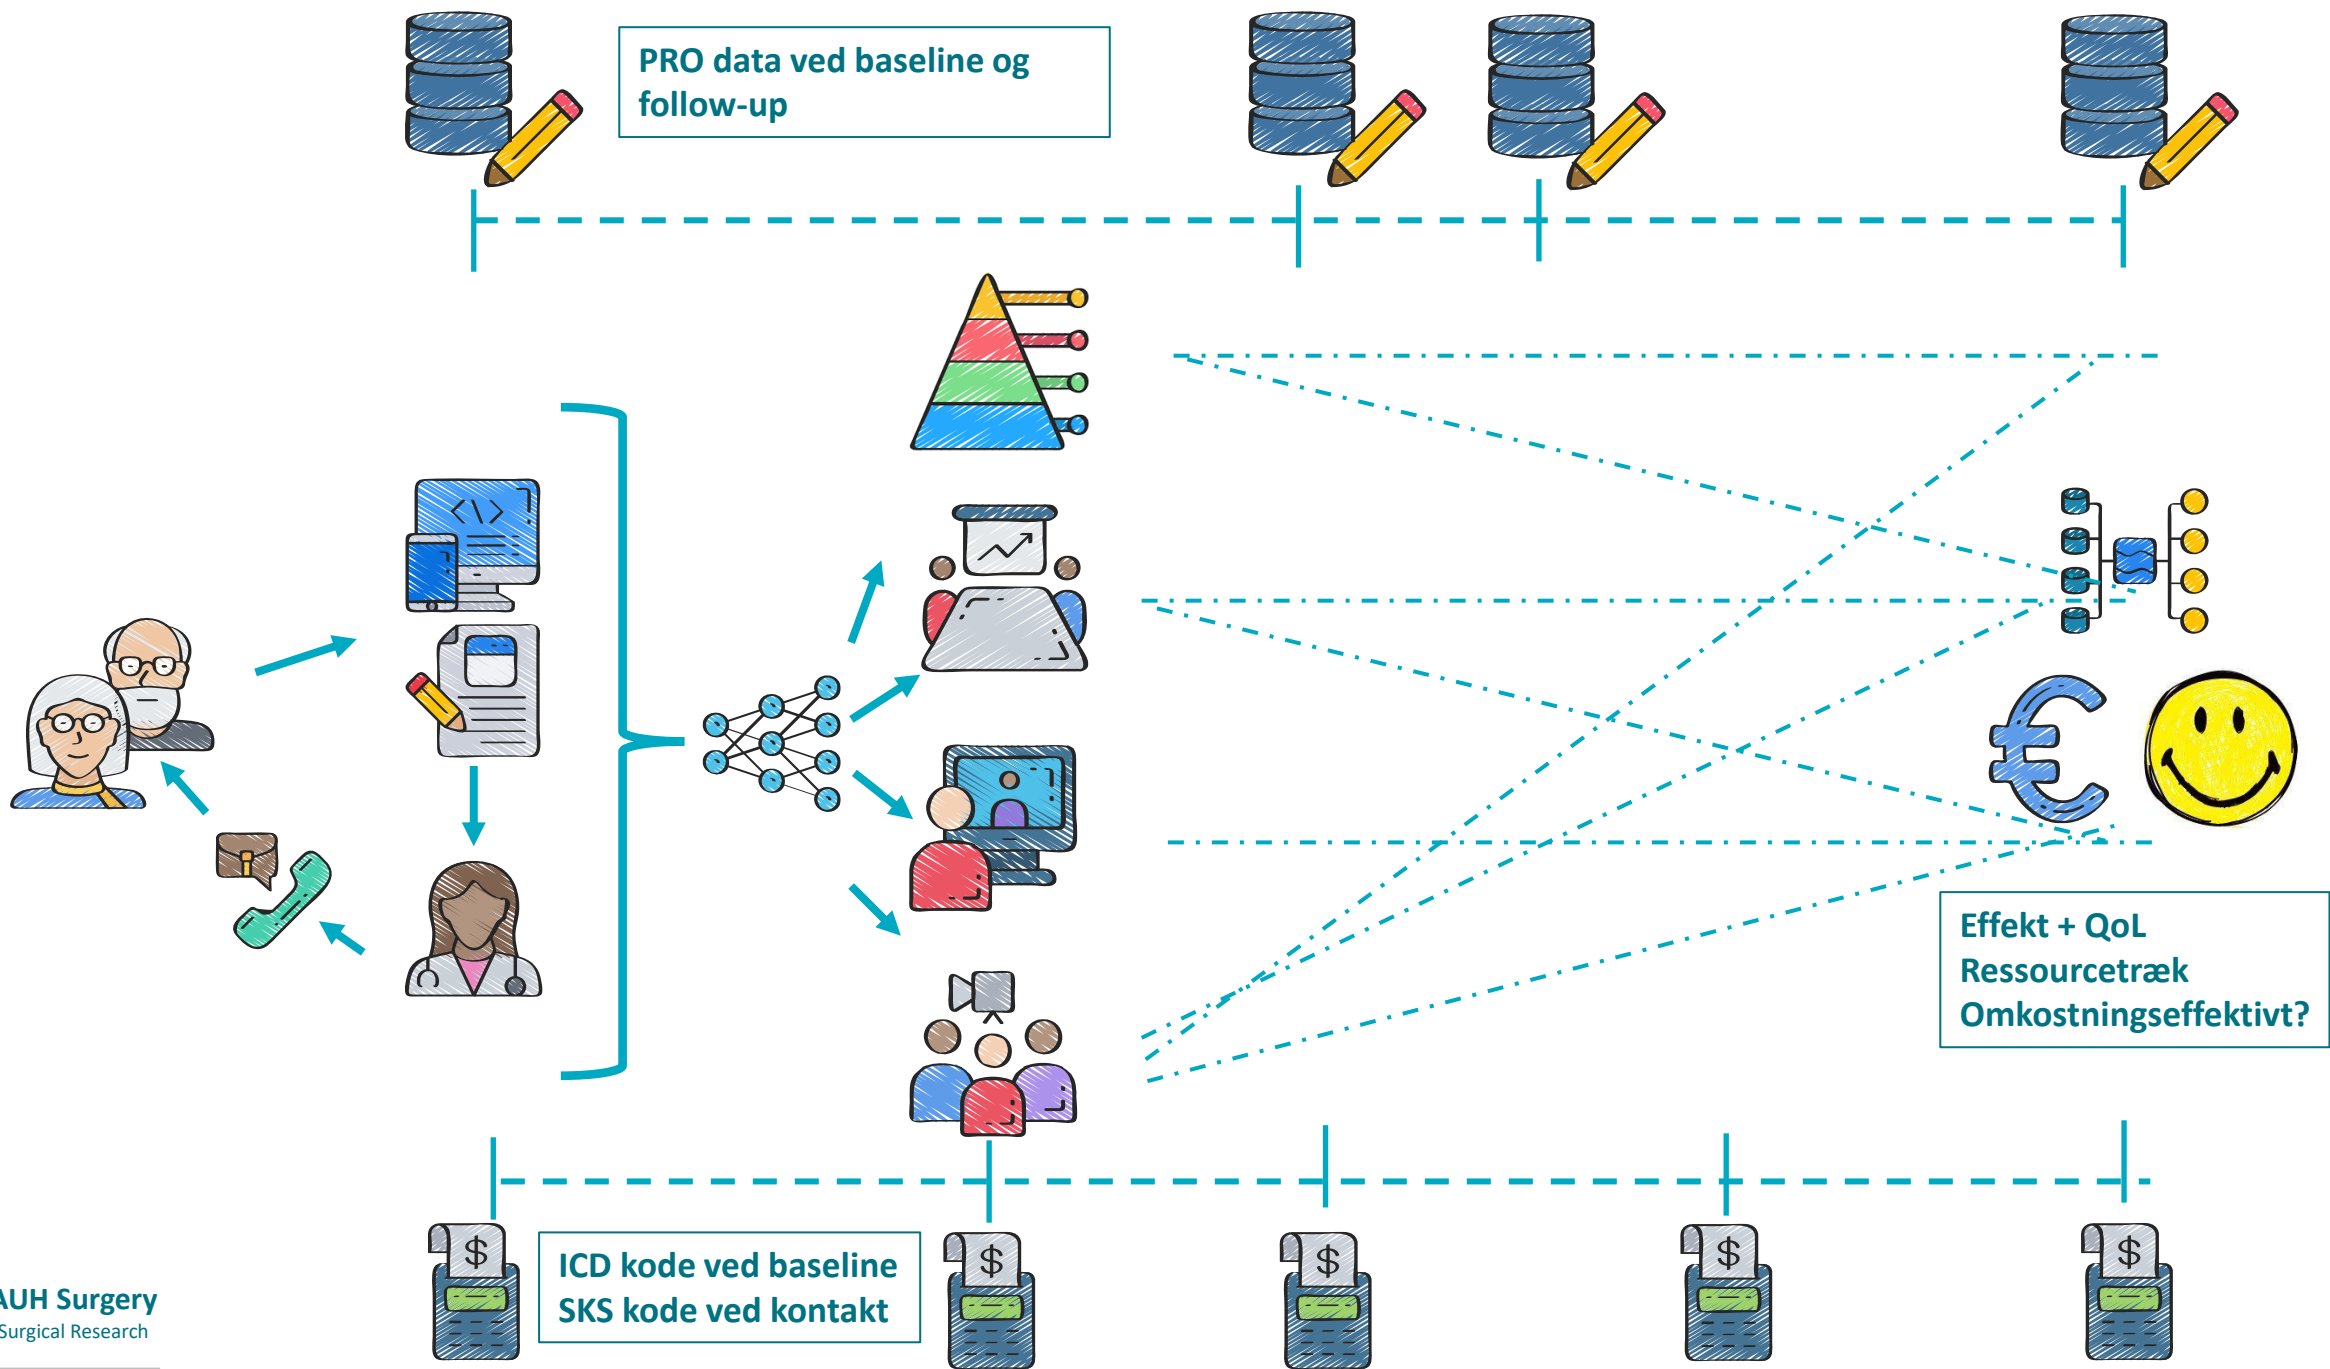 PRO data ved baseline og
follow-up
Effekt + QoL
Ressourcetræk
Omkostningseffektivt?
$
$
$
$
$
ICD kode ved baseline
SKS kode ved kontakt
AUH Surgery
Surgical Research